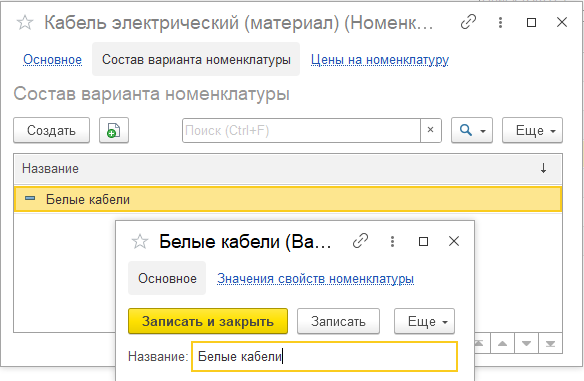 Кабель электрический (материал) (Номенк...
Основное Состав варианта номенклатуры Цены на номенклатуру
Состав варианта номенклатуры
Создать Поиск (Ctrl+F) × Еще
Название ↓
Белые кабели
Белые кабели (Ва...
Основное Значения свойств номенклатуры
Записать и закрыть Записать Еще
Название: Белые кабели